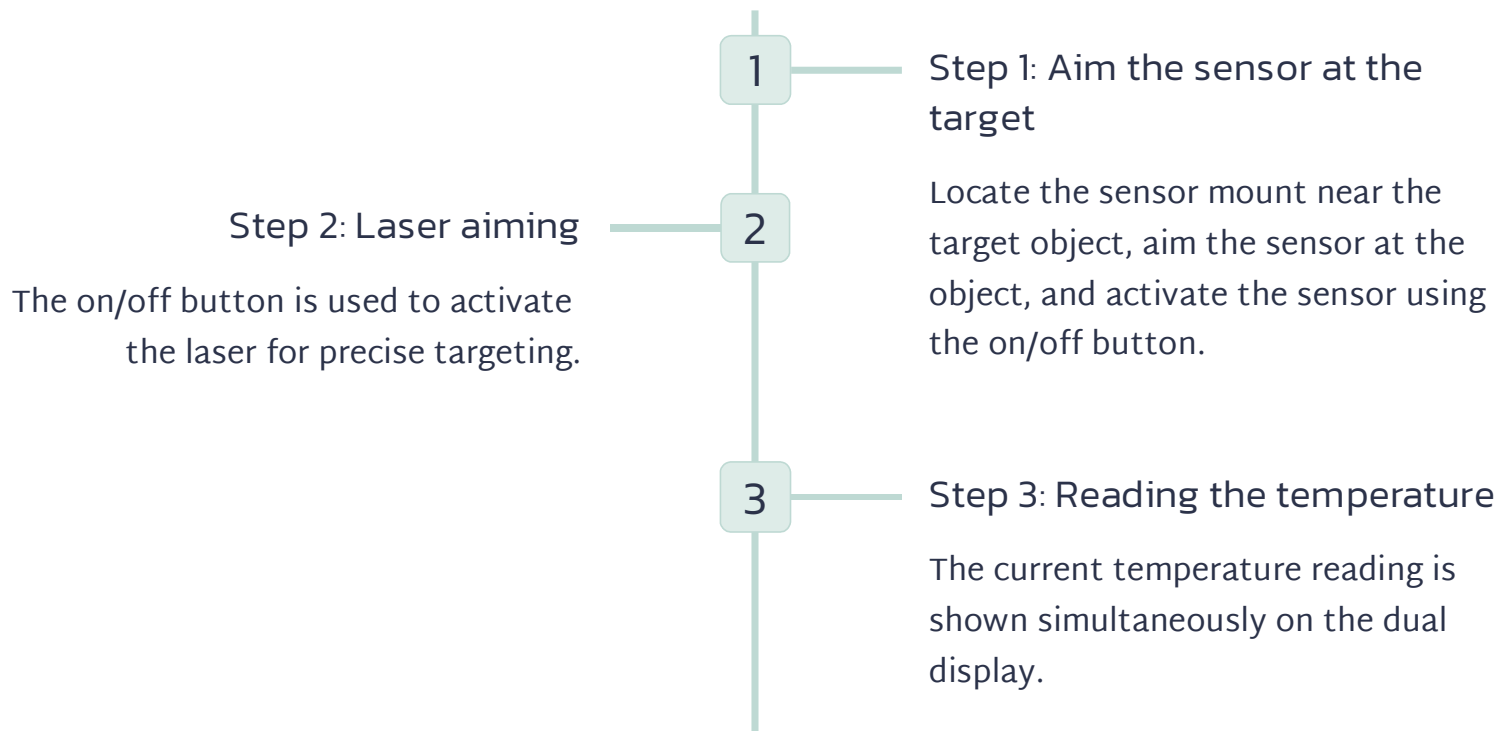 1
Step 1: Aim the sensor at the
target
Locate the sensor mount near the
target object, aim the sensor at the
object, and activate the sensor using
the on/off button.
2
Step 2: Laser aiming
The on/off button is used to activate
the laser for precise targeting.
3
Step 3: Reading the temperature
The current temperature reading is
shown simultaneously on the dual
display.